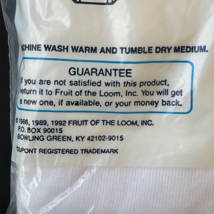 CHINE WASH WARM AND TUMBLE DRY MEDIUM.
GUARANTEE
If you are not satisfied with this product,
return it to Fruit of the Loom, Inc. You will get
a new one, if available, or your money back.
© 1986, 1989, 1992 FRUIT OF THE LOOM, INC.
P.O. BOX 90015
BOWLING GREEN, KY 42102-9015
DUPONT REGISTERED TRADEMARK